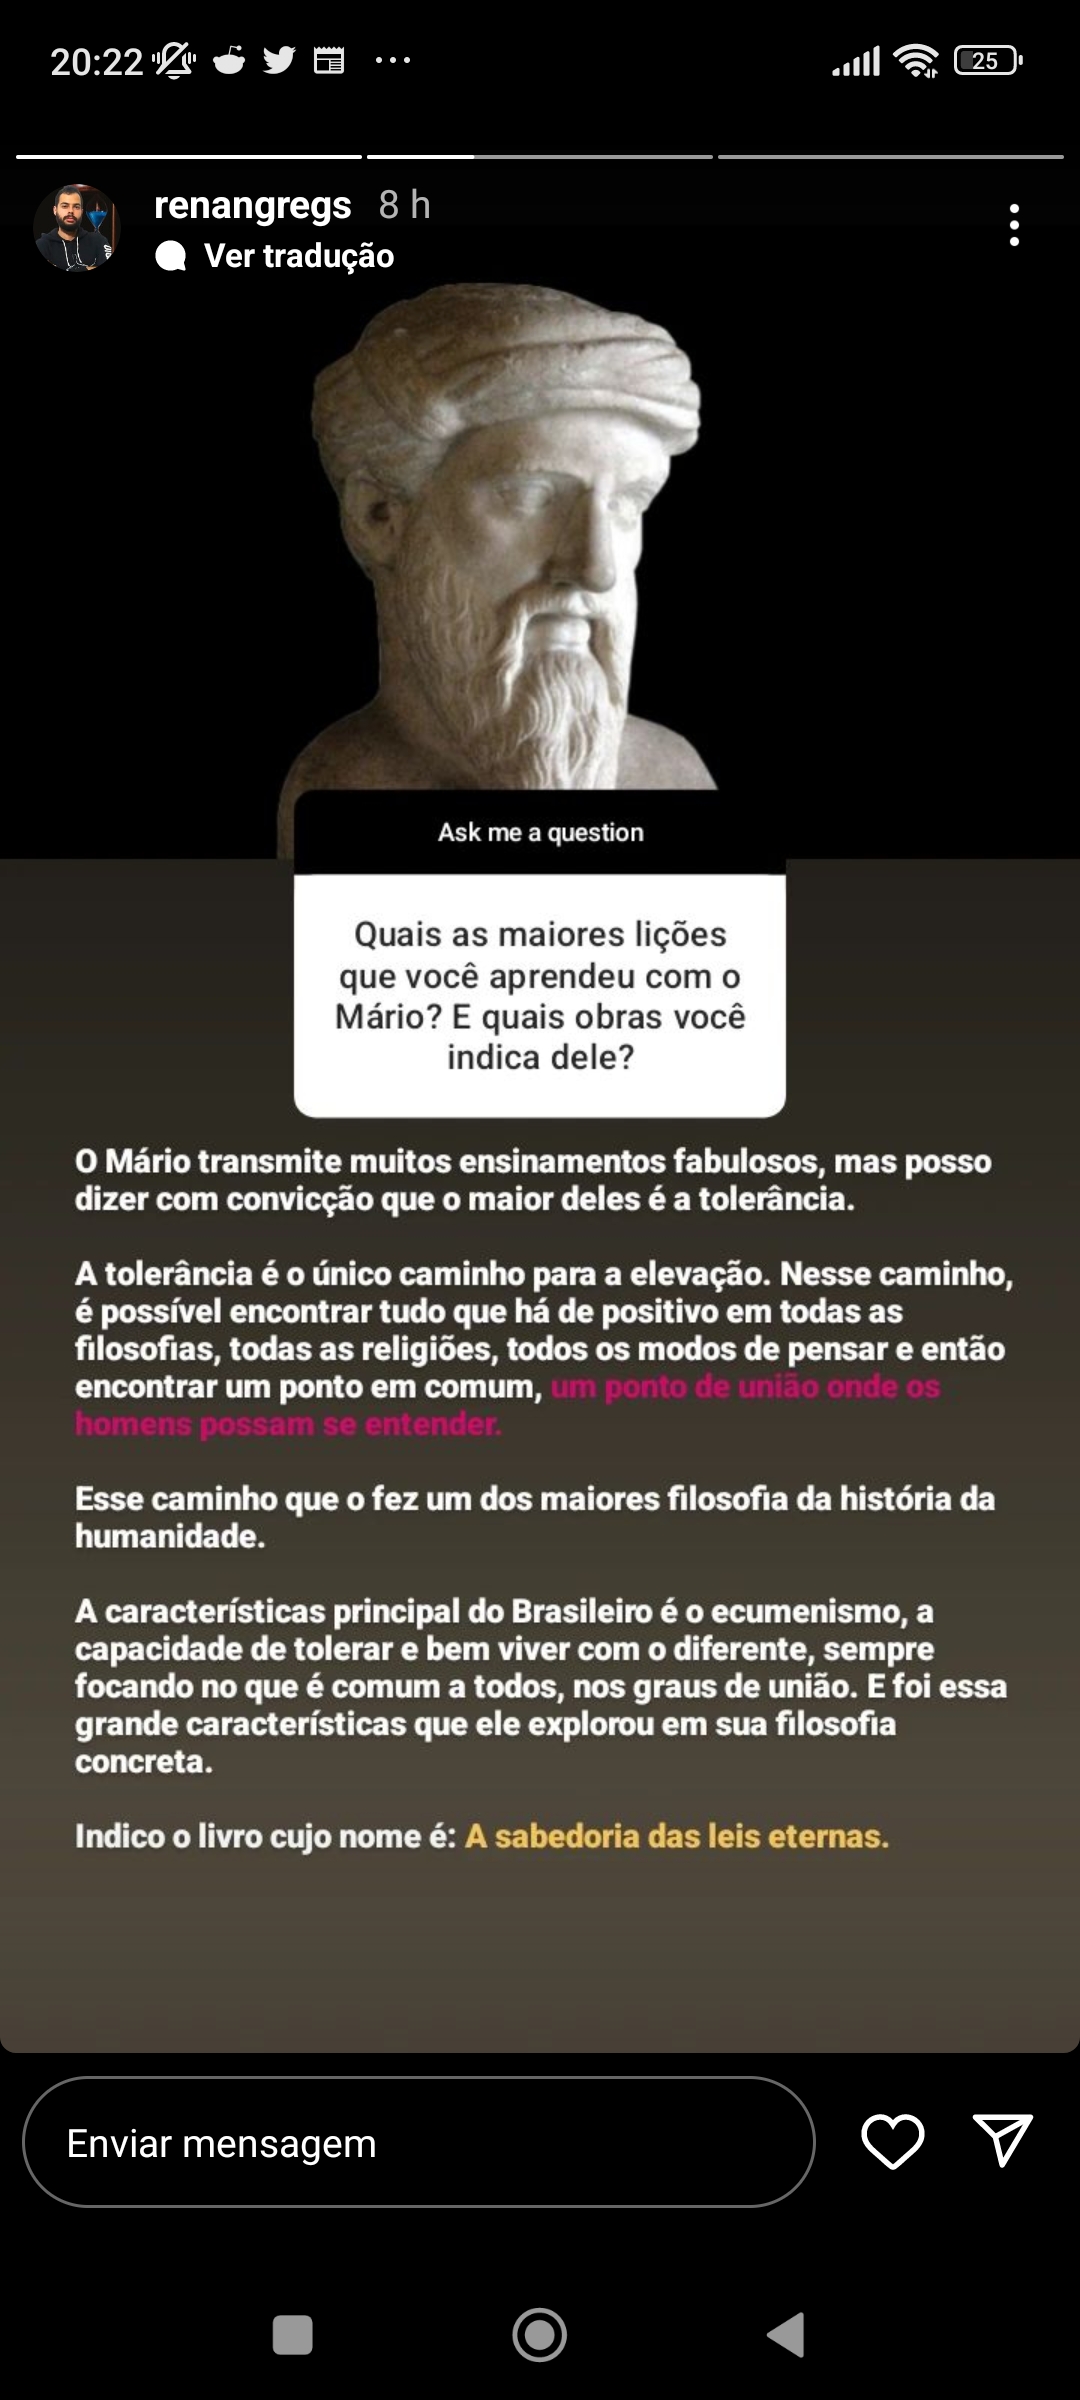 20:22
25
renangregs 8 h
Ver tradução
Ask me a question
Quais as maiores lições
que você aprendeu com o
Mário? E quais obras você
indica dele?
O Mário transmite muitos ensinamentos fabulosos, mas posso
dizer com convicção que o maior deles é a tolerância.
A tolerância é o único caminho para a elevação. Nesse caminho,
é possível encontrar tudo que há de positivo em todas as
filosofias, todas as religiões, todos os modos de pensar e então
encontrar um ponto em comum, um ponto de união onde os
homens possam se entender.
Esse caminho que o fez um dos maiores filosofia da história da
humanidade.
A características principal do Brasileiro é o ecumenismo, a
capacidade de tolerar e bem viver com o diferente, sempre
focando no que é comum a todos, nos graus de união. E foi essa
grande características que ele explorou em sua filosofia
concreta.
Indico o livro cujo nome é: A sabedoria das leis eternas.
Enviar mensagem